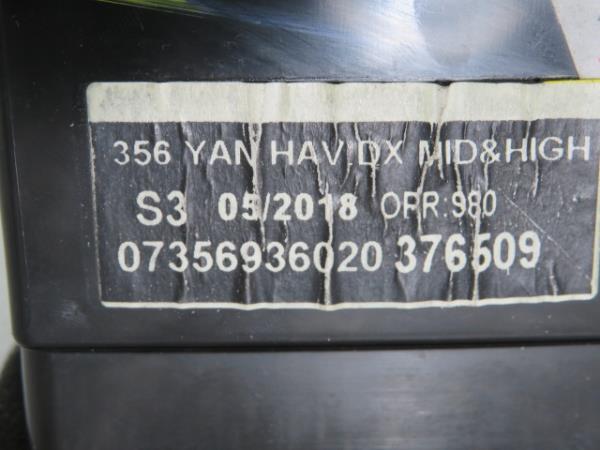 356 YAN HAV.DX MID&HIGH
S3 05/2018 OPR:980
07356936020 376509